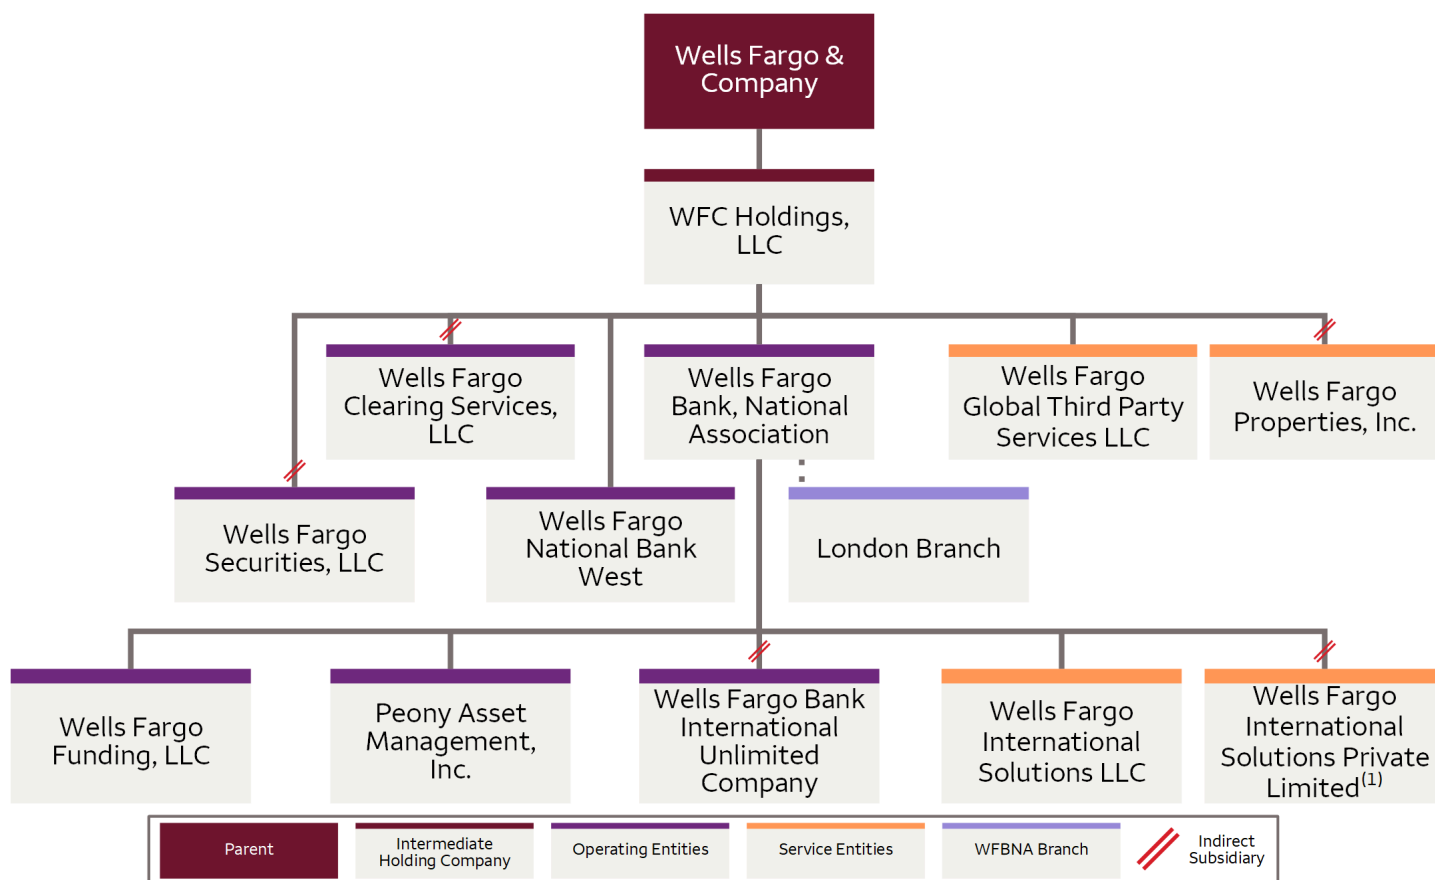 Wells Fargo &
Company
WFC Holdings,
LLC
Wells Fargo
Clearing Services,
LLC
Wells Fargo
Bank, National
Association
Wells Fargo
Global Third Party
Services LLC
Wells Fargo
Properties, Inc.
Wells Fargo
Securities, LLC
Wells Fargo
National Bank
West
London Branch
Wells Fargo
Funding, LLC
Peony Asset
Management,
Inc.
Wells Fargo Bank
International
Unlimited
Company
Wells Fargo
International
Solutions LLC
Wells Fargo
International
Solutions Private
Limited(1)
Parent
Intermediate
Holding Company
Operating Entities
Service Entities
WFBNA Branch
Indirect
Subsidiary